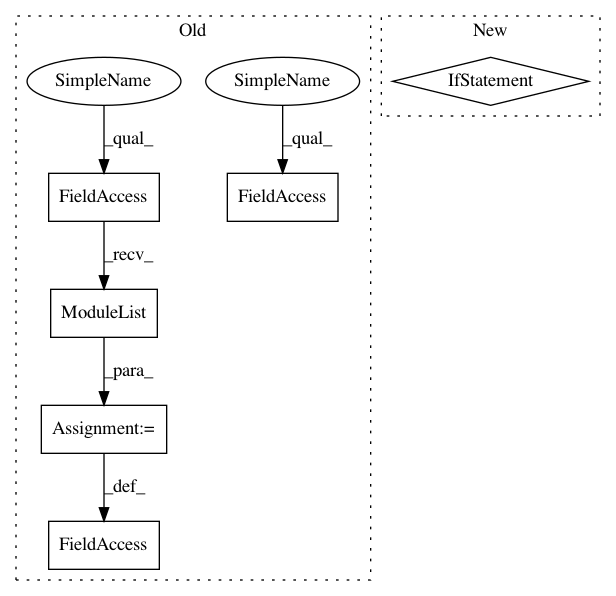 Old
New
SimpleName
SimpleName
IfStatement
_qual_
_qual_
FieldAccess
FieldAccess
_recv_
ModuleList
_para_
Assignment:=
_def_
FieldAccess